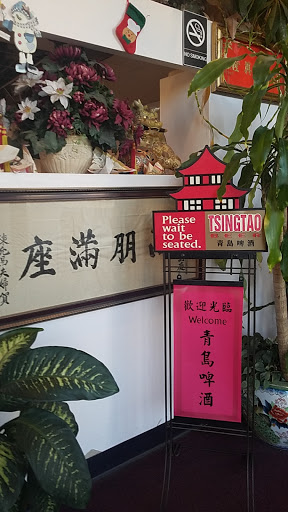 NO SMOKING
Please
wait
to be
seated.
TSINGTAO
青島啤酒
朋滿座
歡迎光臨
Welcome
青島啤酒